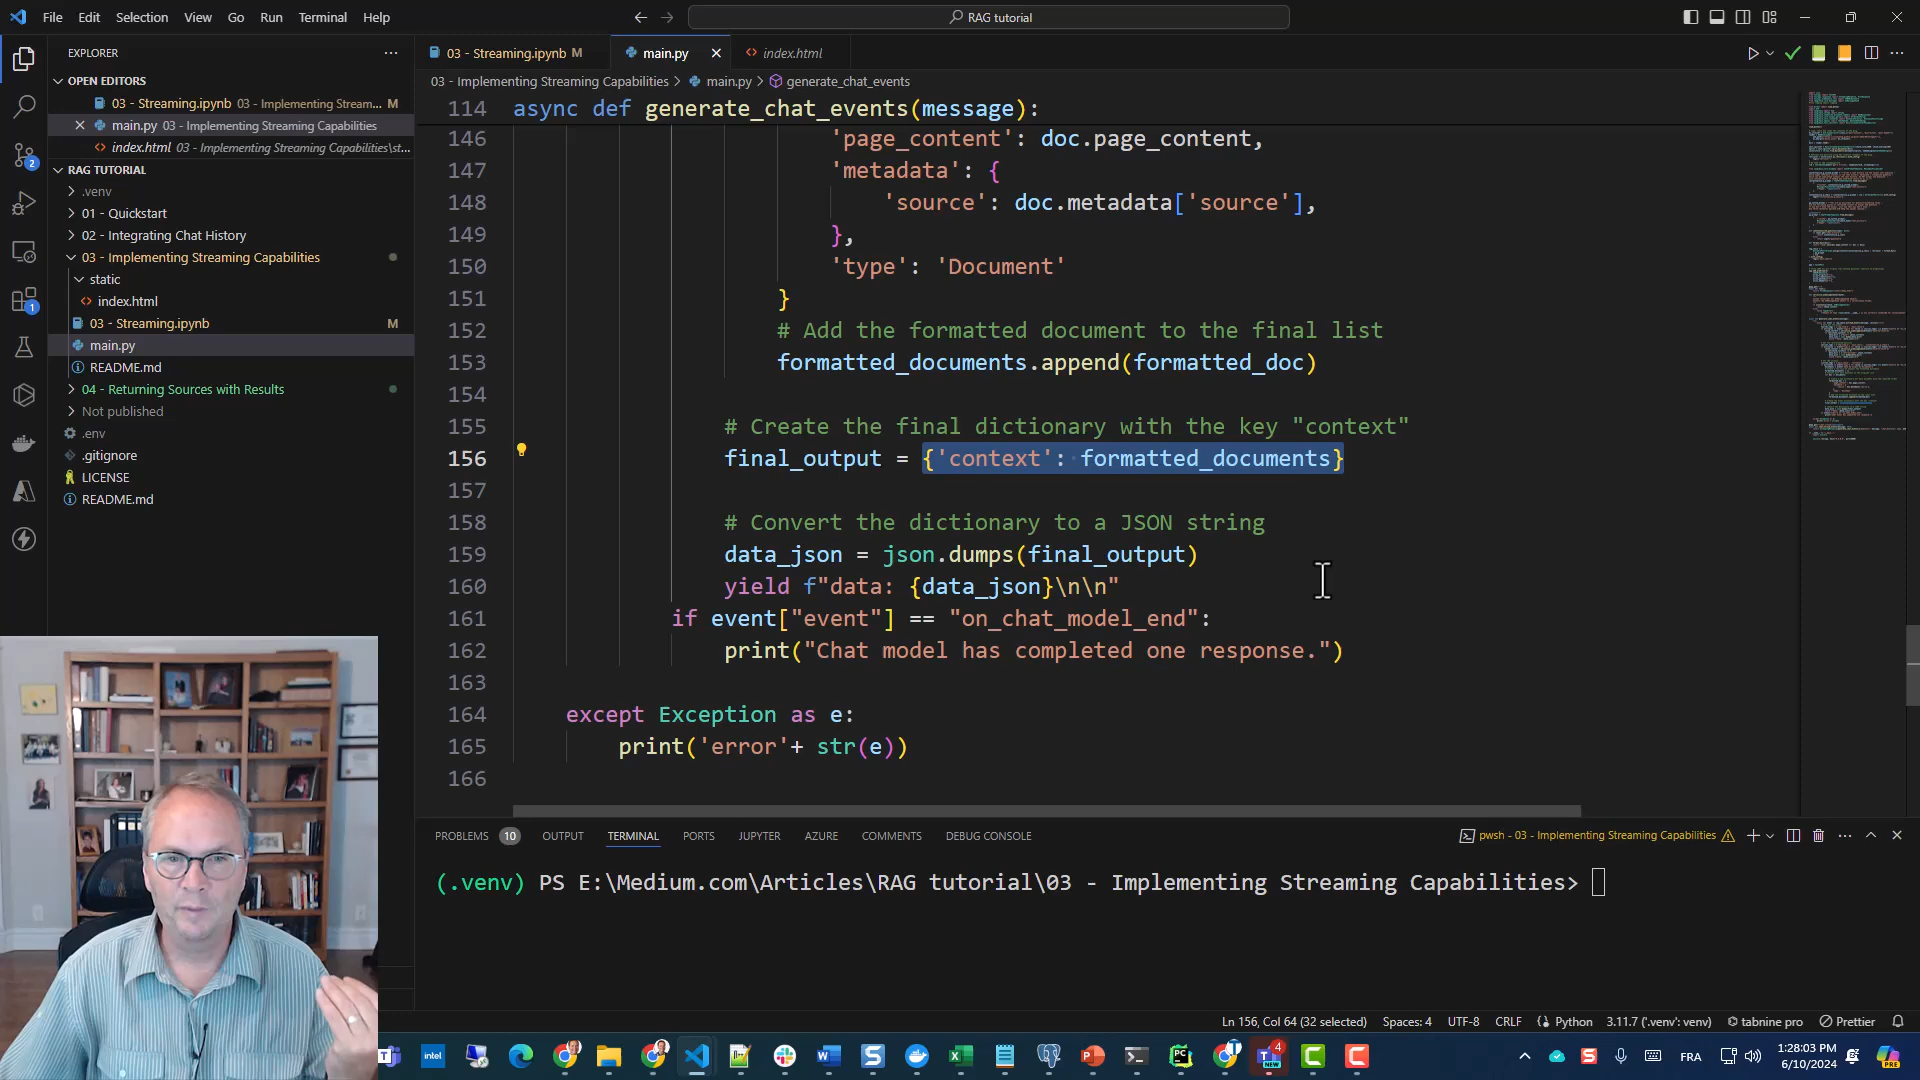 File Edit Selection View Go Run Terminal Help
RAG tutorial
EXPLORER
OPEN EDITORS
03 - Streaming.ipynb 03 - Implementing Stream... M
main.py 03 - Implementing Streaming Capabilities
index.html 03 - Implementing Streaming Capabilities\st...
RAG TUTORIAL
.venv
01 - Quickstart
02 - Integrating Chat History
03 - Implementing Streaming Capabilities
static
index.html
03 - Streaming.ipynb M
main.py
README.md
04 - Returning Sources with Results
Not published
.env
.gitignore
LICENSE
README.md
2
1
03 - Streaming.ipynb M
main.py
index.html
03 - Implementing Streaming Capabilities > main.py > generate_chat_events
114 async def generate_chat_events(message):
146 'page_content': doc.page_content,
147 'metadata': {
148 'source': doc.metadata['source'],
149 },
150 'type': 'Document'
151 }
152 # Add the formatted document to the final list
153 formatted_documents.append(formatted_doc)
154
155 # Create the final dictionary with the key "context"
156 final_output = {'context': formatted_documents}
157
158 # Convert the dictionary to a JSON string
159 data_json = json.dumps(final_output)
160 yield f"data: {data_json}\n\n"
161 if event["event"] == "on_chat_model_end":
162 print("Chat model has completed one response.")
163
164 except Exception as e:
165 print('error'+ str(e))
166
PROBLEMS 10 OUTPUT TERMINAL PORTS JUPYTER AZURE COMMENTS DEBUG CONSOLE
pwsh - 03 - Implementing Streaming Capabilities
(.venv) PS E:\Medium.com\Articles\RAG tutorial\03 - Implementing Streaming Capabilities>
Ln 156, Col 64 (32 selected) Spaces: 4 UTF-8 CRLF Python 3.11.7 ('.venv': venv) tabnine pro Prettier
intel
4
NEW
FRA
1:28:03 PM
6/10/2024
PRE